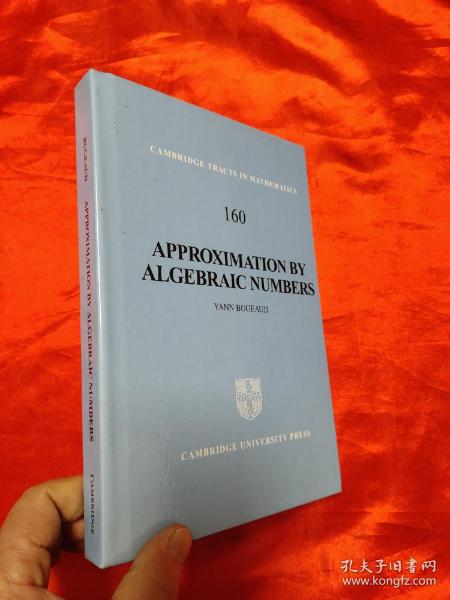 CAMBRIDGE TRACTS IN MATHEMATICS
160
APPROXIMATION BY
ALGEBRAIC NUMBERS
YANN BUGEAUD
CAMBRIDGE UNIVERSITY PRESS
BUGEAUD
APPROXIMATION BY ALGEBRAIC NUMBERS
CAMBRIDGE
孔夫子旧书网
www.kongfz.com